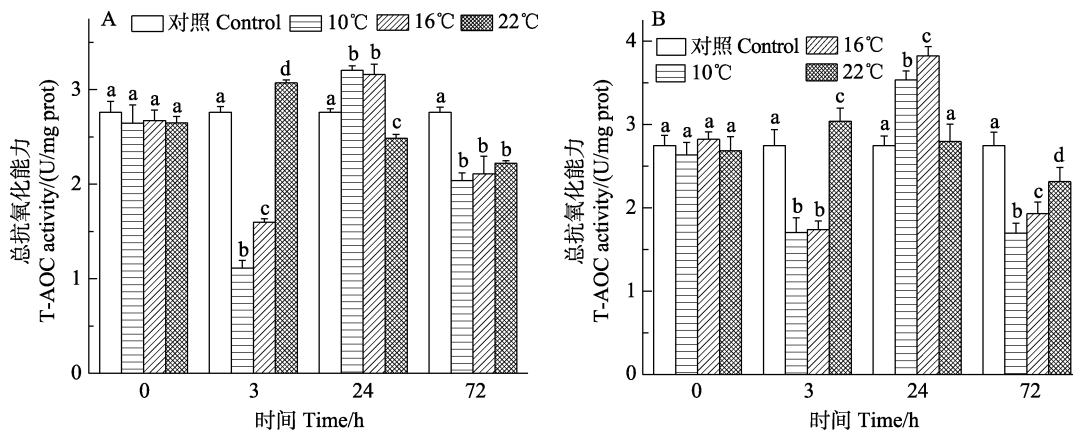 A
对照 Control 10℃ 16℃ 22℃
总抗氧化能力
T-AOC activity/(U/mg prot)
3
2
1
0
a a a a
a b c d
a b b c
a b b b
0 3 24 72
时间 Time/h
B
对照 Control 16℃
10℃ 22℃
总抗氧化能力
T-AOC activity/(U/mg prot)
4
3
2
1
0
a a a a
a b b c
a b c a
a b c d
0 3 24 72
时间 Time/h